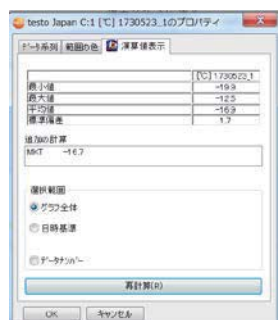 testo Japan C:1 [℃] 1730523_1のプロパティ
データ系列 範囲の色 演算値表示
[℃] 1730523_1
最小値 -19.9
最大値 -12.5
平均値 -16.9
標準偏差 1.7
追加の計算
MKT -16.7
選択範囲
グラフ全体
日時基準
データナンバー
再計算(R)
OK キャンセル